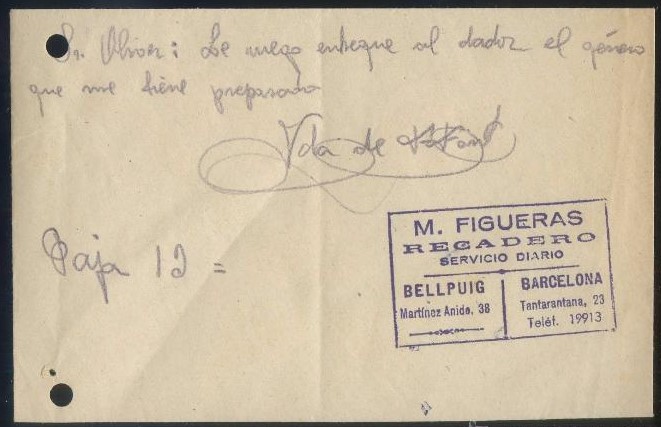 Sr. Oliver: Le ruego entregue al dador el género
que me tiene preparado
Vda de
Paja 12 =
M. FIGUERAS
RECADERO
SERVICIO DIARIO
BELLPUIG
Martínez Anido, 38
BARCELONA
Tantarantana, 23
Teléf. 19913